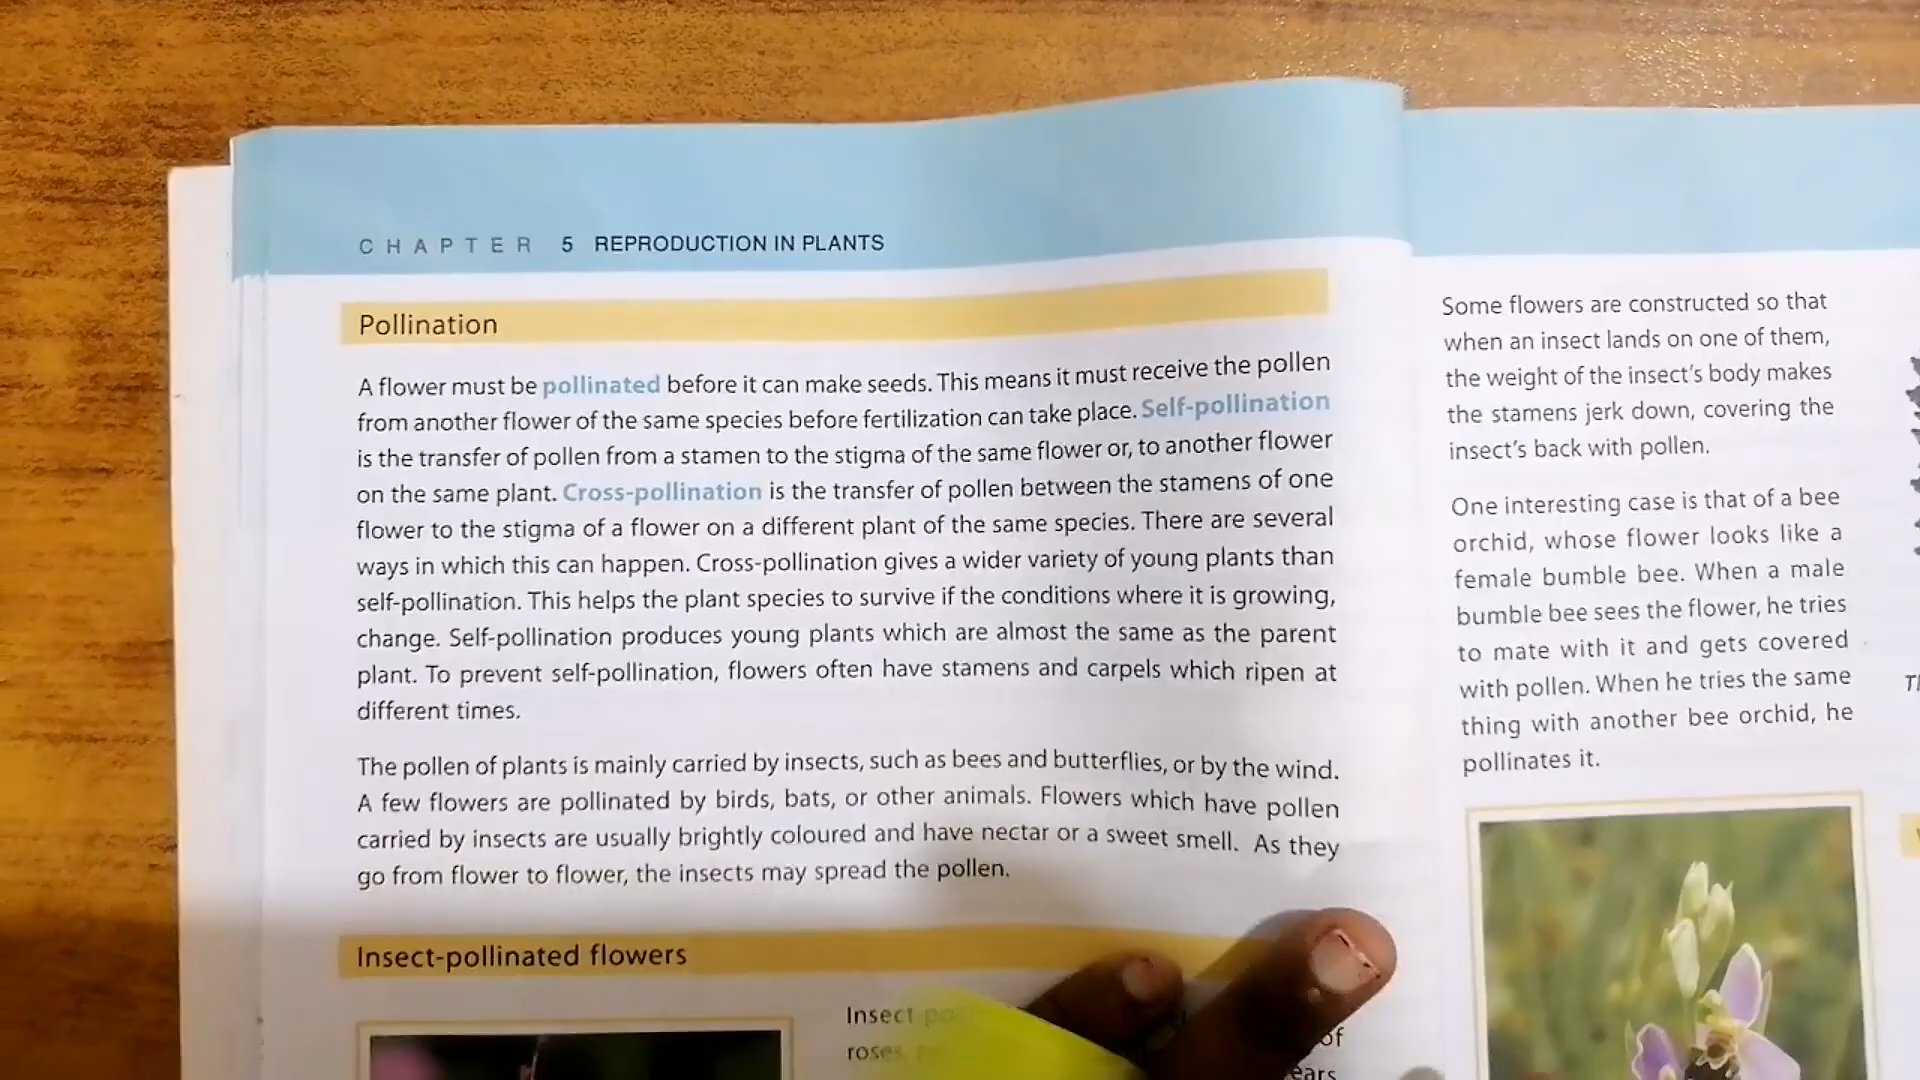 CHAPTER 5 REPRODUCTION IN PLANTS
Pollination
A flower must be pollinated before it can make seeds. This means it must receive the pollen
from another flower of the same species before fertilization can take place. Self-pollination
is the transfer of pollen from a stamen to the stigma of the same flower or, to another flower
on the same plant. Cross-pollination is the transfer of pollen between the stamens of one
flower to the stigma of a flower on a different plant of the same species. There are several
ways in which this can happen. Cross-pollination gives a wider variety of young plants than
self-pollination. This helps the plant species to survive if the conditions where it is growing,
change. Self-pollination produces young plants which are almost the same as the parent
plant. To prevent self-pollination, flowers often have stamens and carpels which ripen at
different times.
The pollen of plants is mainly carried by insects, such as bees and butterflies, or by the wind.
A few flowers are pollinated by birds, bats, or other animals. Flowers which have pollen
carried by insects are usually brightly coloured and have nectar or a sweet smell. As they
go from flower to flower, the insects may spread the pollen.
Insect-pollinated flowers
Insect
roses,
of
Some flowers are constructed so that
when an insect lands on one of them,
the weight of the insect's body makes
the stamens jerk down, covering the
insect's back with pollen.
One interesting case is that of a bee
orchid, whose flower looks like a
female bumble bee. When a male
bumble bee sees the flower, he tries
to mate with it and gets covered
with pollen. When he tries the same
thing with another bee orchid, he
pollinates it.